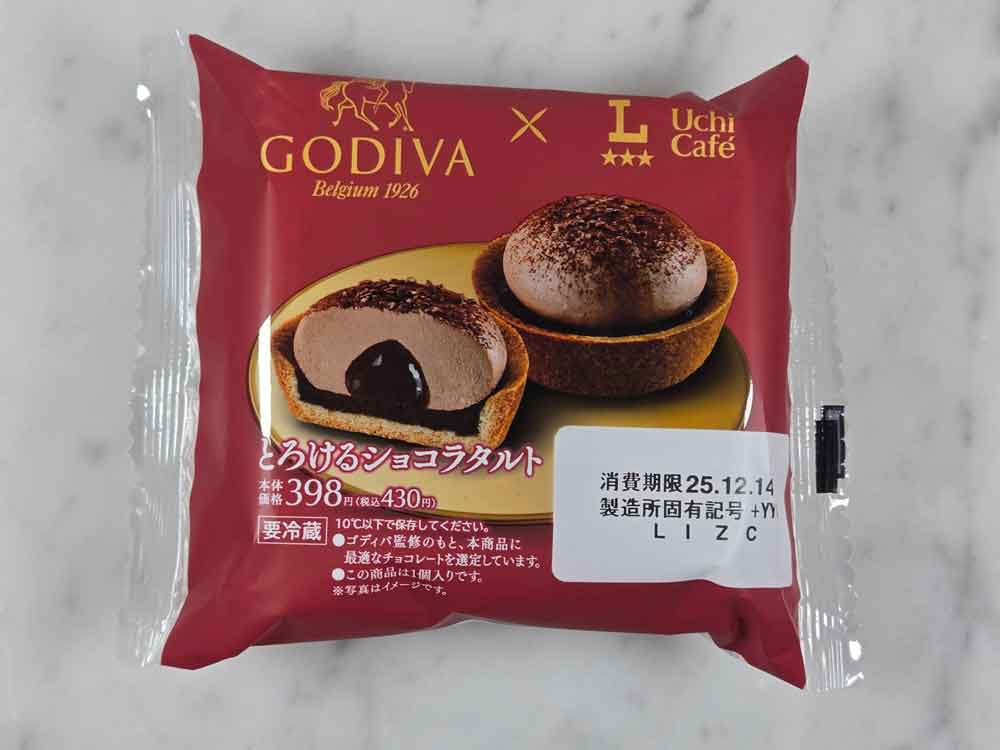 GODIVA
Belgium 1926
×
L
Uchi
Café
とろけるショコラタルト
本体価格398円(税込430円)
要冷蔵 10℃以下で保存してください。
●ゴディバ監修のもと、本商品に
最適なチョコレートを選定しています。
●この商品は1個入りです。
※写真はイメージです。
消費期限25.12.14
製造所固有記号 +YY
L I Z C